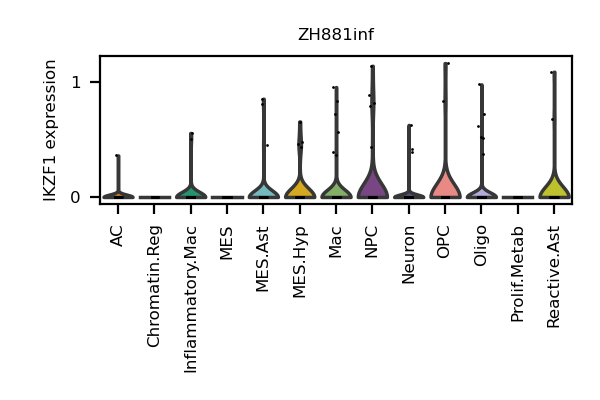 ZH881inf
IKZF1 expression
1
0
AC
Chromatin.Reg
Inflammatory.Mac
MES
MES.Ast
MES.Hyp
Mac
NPC
Neuron
OPC
Oligo
Prolif.Metab
Reactive.Ast